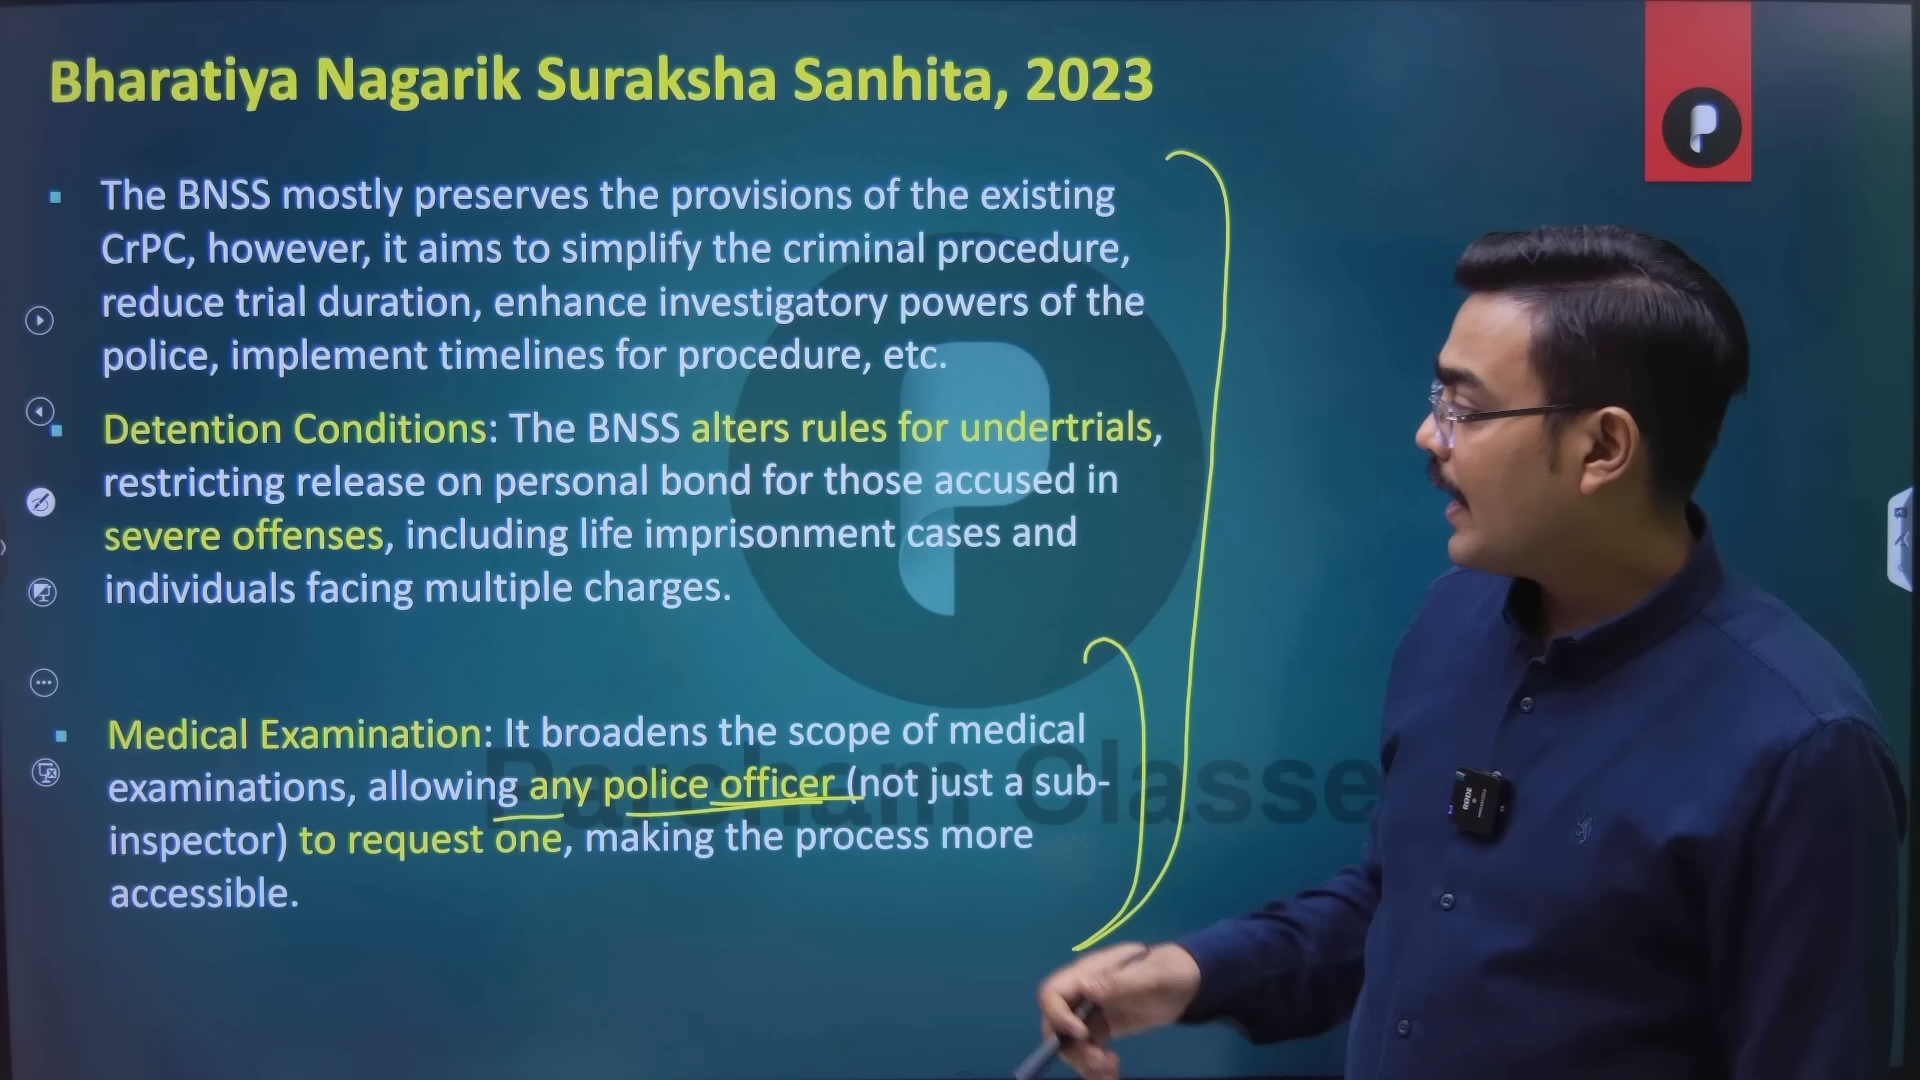 Bharatiya Nagarik Suraksha Sanhita, 2023
The BNSS mostly preserves the provisions of the existing
CrPC, however, it aims to simplify the criminal procedure,
reduce trial duration, enhance investigatory powers of the
police, implement timelines for procedure, etc.
Detention Conditions: The BNSS alters rules for undertrials,
restricting release on personal bond for those accused in
severe offenses, including life imprisonment cases and
individuals facing multiple charges.
Medical Examination: It broadens the scope of medical
examinations, allowing any police officer (not just a sub-
inspector) to request one, making the process more
accessible.
Parcham Classe
RODE